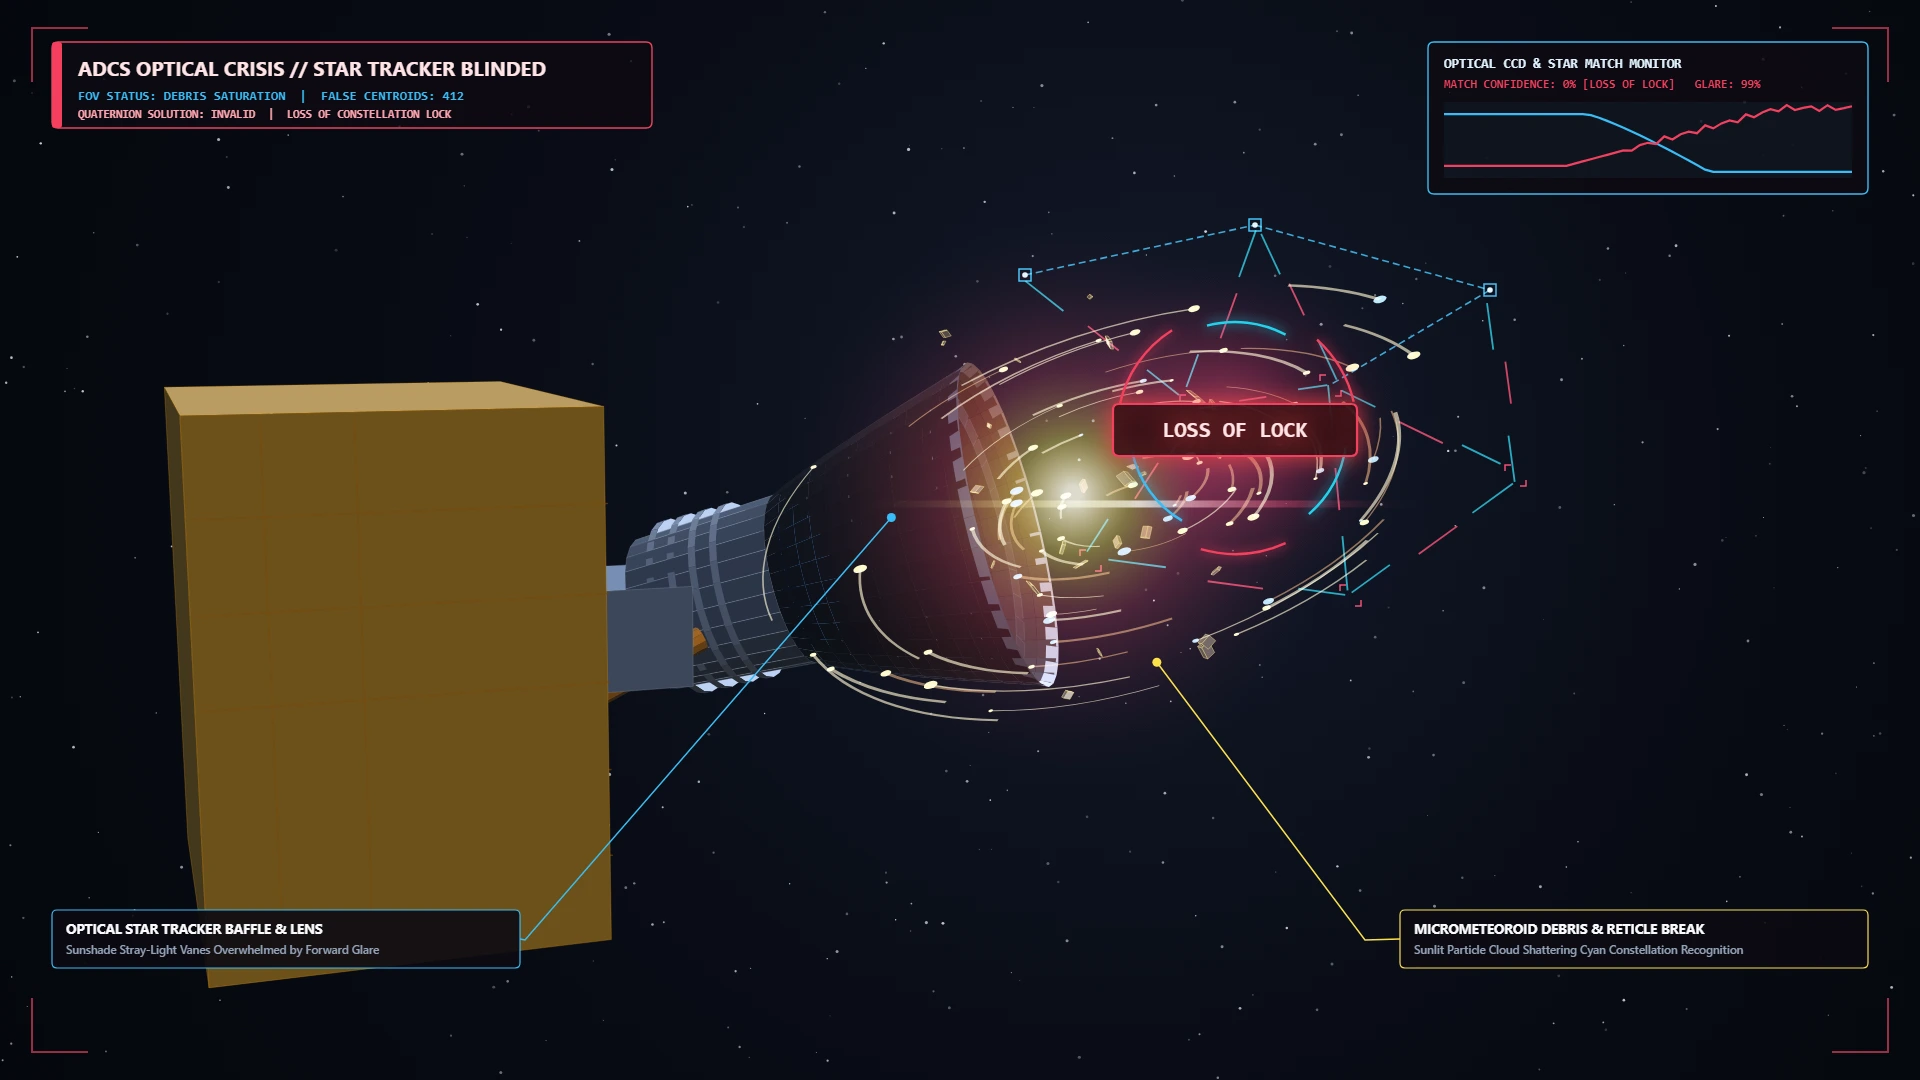 ADCS OPTICAL CRISIS // STAR TRACKER BLINDED
FOV STATUS: DEBRIS SATURATION | FALSE CENTROIDS: 412
QUATERNION SOLUTION: INVALID | LOSS OF CONSTELLATION LOCK
OPTICAL CCD & STAR MATCH MONITOR
MATCH CONFIDENCE: 0% [LOSS OF LOCK] GLARE: 99%
LOSS OF LOCK
OPTICAL STAR TRACKER BAFFLE & LENS
Sunshade Stray-Light Vanes Overwhelmed by Forward Glare
MICROMETEOROID DEBRIS & RETICLE BREAK
Sunlit Particle Cloud Shattering Cyan Constellation Recognition